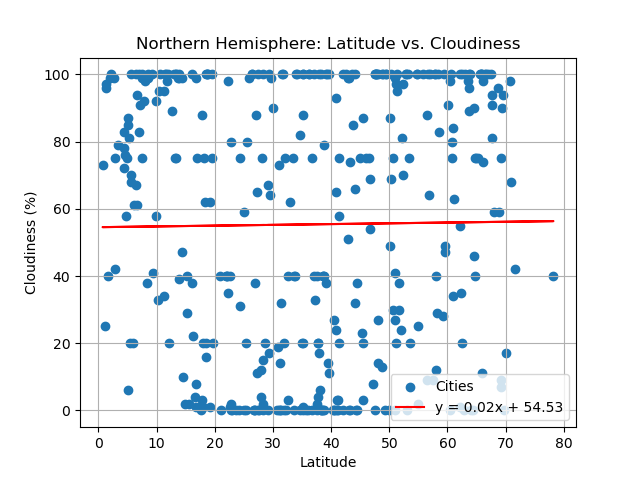 Northern Hemisphere: Latitude vs. Cloudiness
Cloudiness (%)
100
80
60
40
20
0
Cities
y = 0.02x + 54.53
0 10 20 30 40 50 60 70 80
Latitude